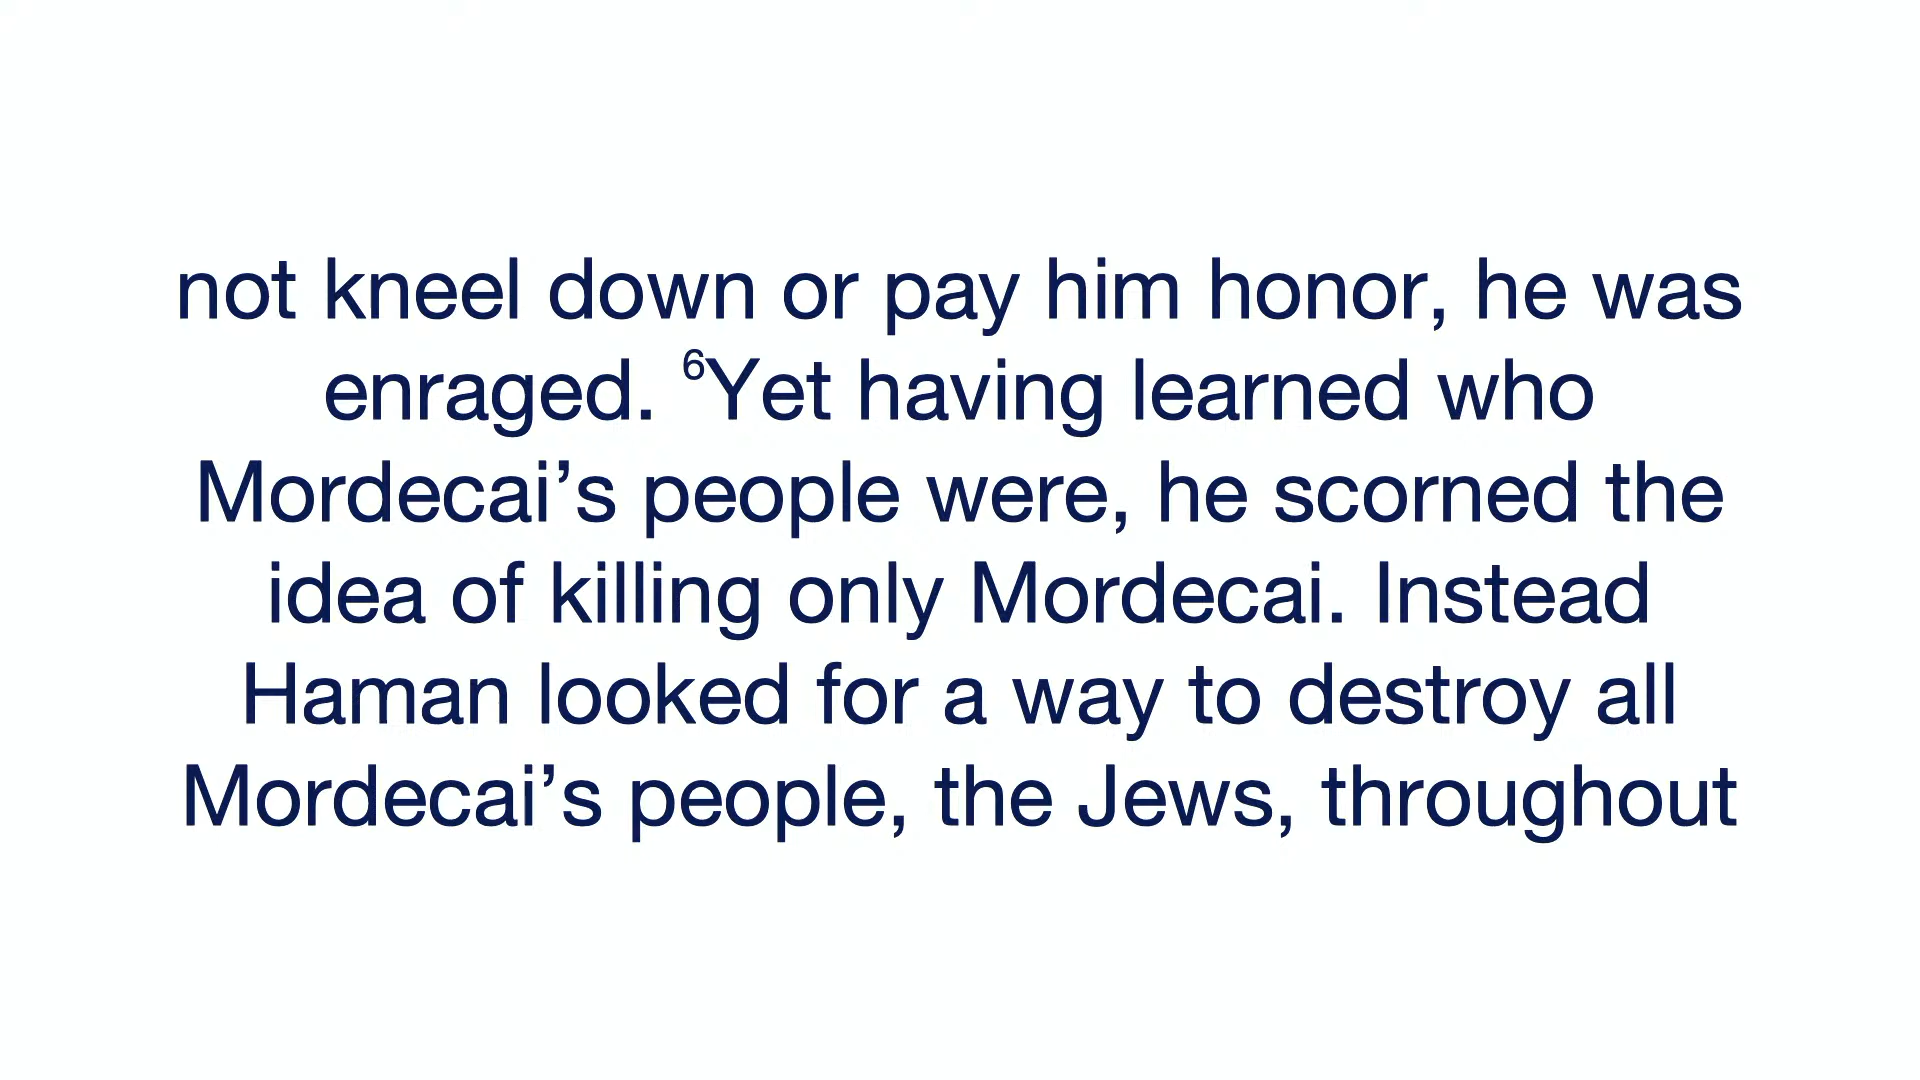 not kneel down or pay him honor, he was
enraged. ⁶Yet having learned who
Mordecai’s people were, he scorned the
idea of killing only Mordecai. Instead
Haman looked for a way to destroy all
Mordecai’s people, the Jews, throughout